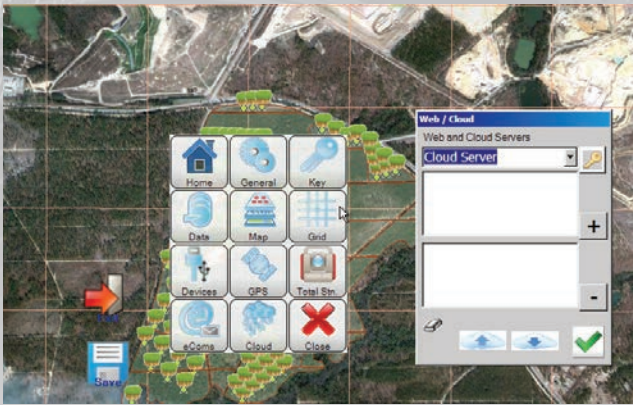 Web / Cloud
Web and Cloud Servers
Cloud Server
Home General Key
Data Map Grid
+
Devices GPS Total Stn.
-
eComs Cloud Close
Save